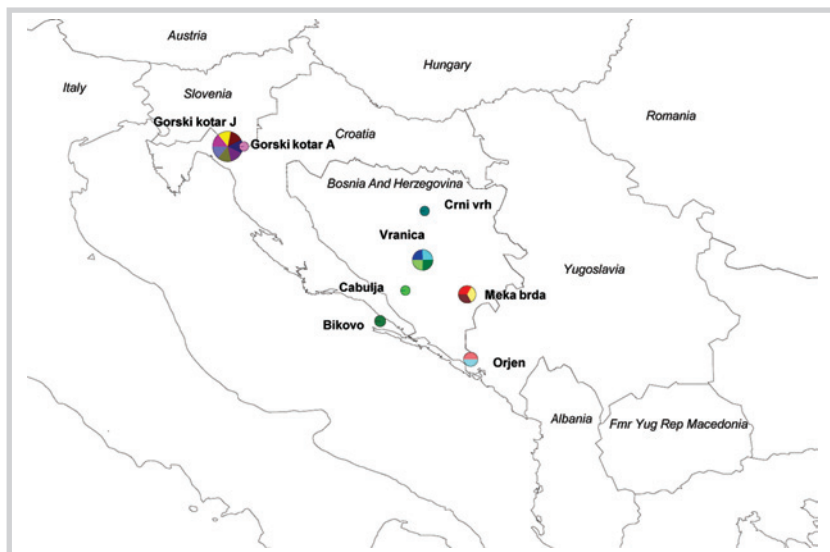 Austria
Hungary
Italy
Slovenia
Romania
Gorski kotar J
Croatia
Gorski kotar A
Bosnia And Herzegovina
Crni vrh
Vranica
Yugoslavia
Cabulja
Meka brda
Bikovo
Orjen
Albania
Fmr Yug Rep Macedonia